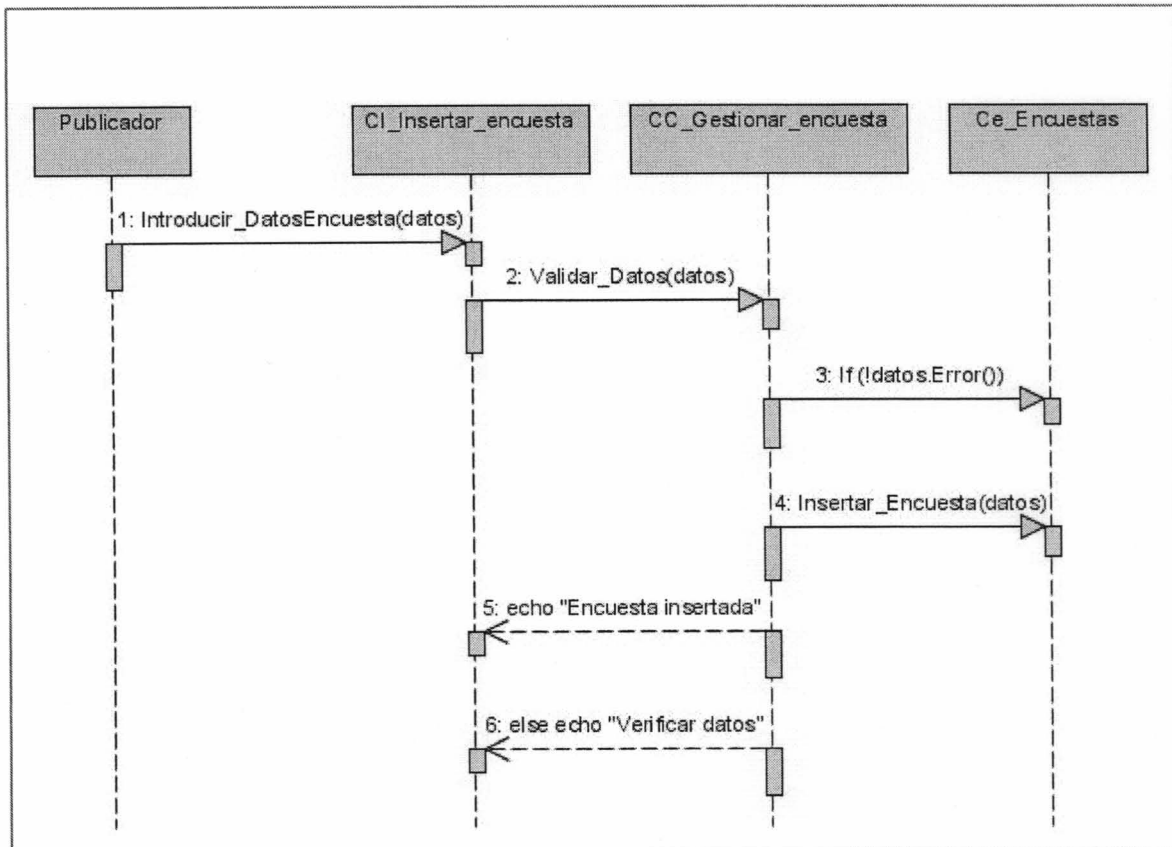 Publicador
CI_Insertar_encuesta
CC_Gestionar_encuesta
Ce_Encuestas
1: Introducir_DatosEncuesta(datos)
2: Validar_Datos(datos)
3: If (!datos.Error())
4: Insertar_Encuesta(datos)
5: echo "Encuesta insertada"
6: else echo "Verificar datos"